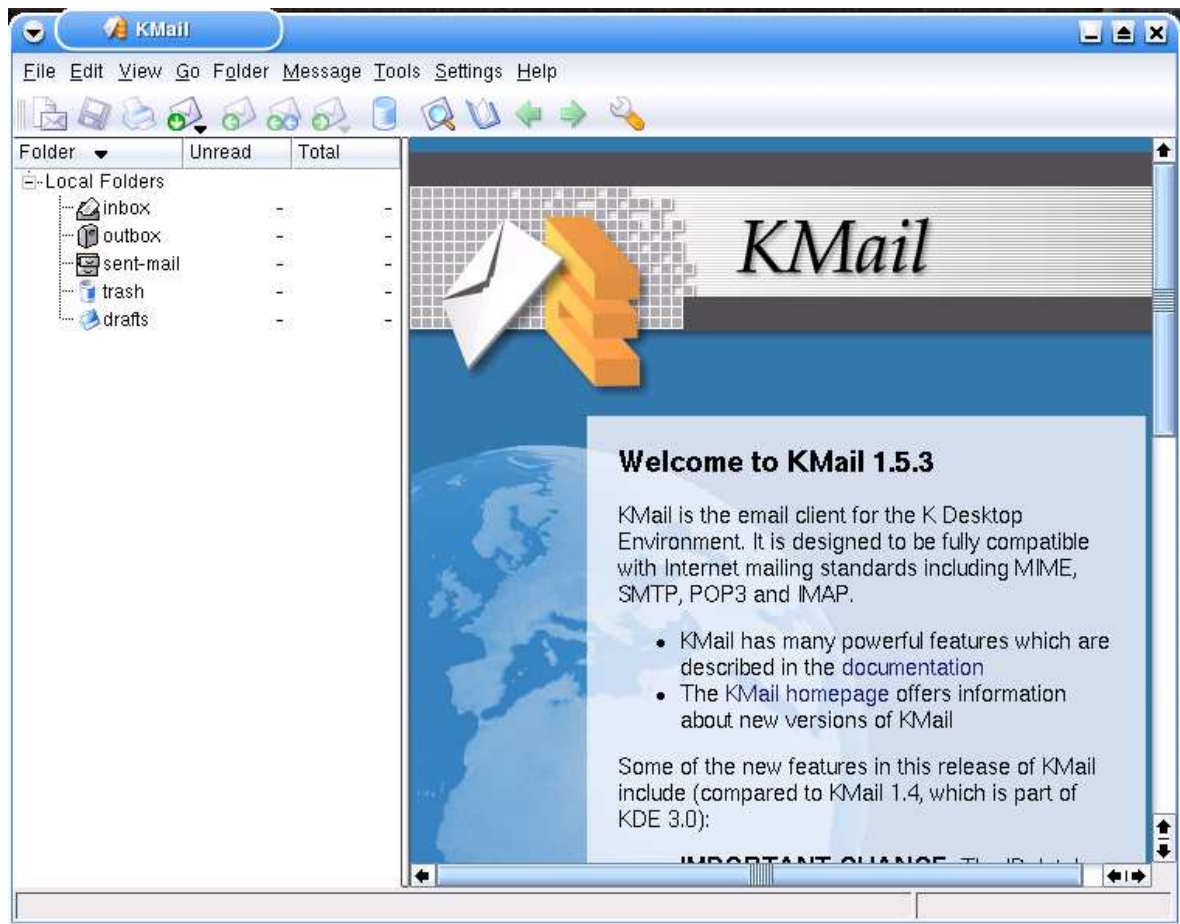 KMail
File Edit View Go Folder Message Tools Settings Help
Folder Unread Total
Local Folders
inbox - -
outbox - -
sent-mail - -
trash - -
drafts - -
KMail
Welcome to KMail 1.5.3
KMail is the email client for the K Desktop
Environment. It is designed to be fully compatible
with Internet mailing standards including MIME,
SMTP, POP3 and IMAP.
• KMail has many powerful features which are
described in the documentation
• The KMail homepage offers information
about new versions of KMail
Some of the new features in this release of KMail
include (compared to KMail 1.4, which is part of
KDE 3.0):
IMPORTANT CHANGE